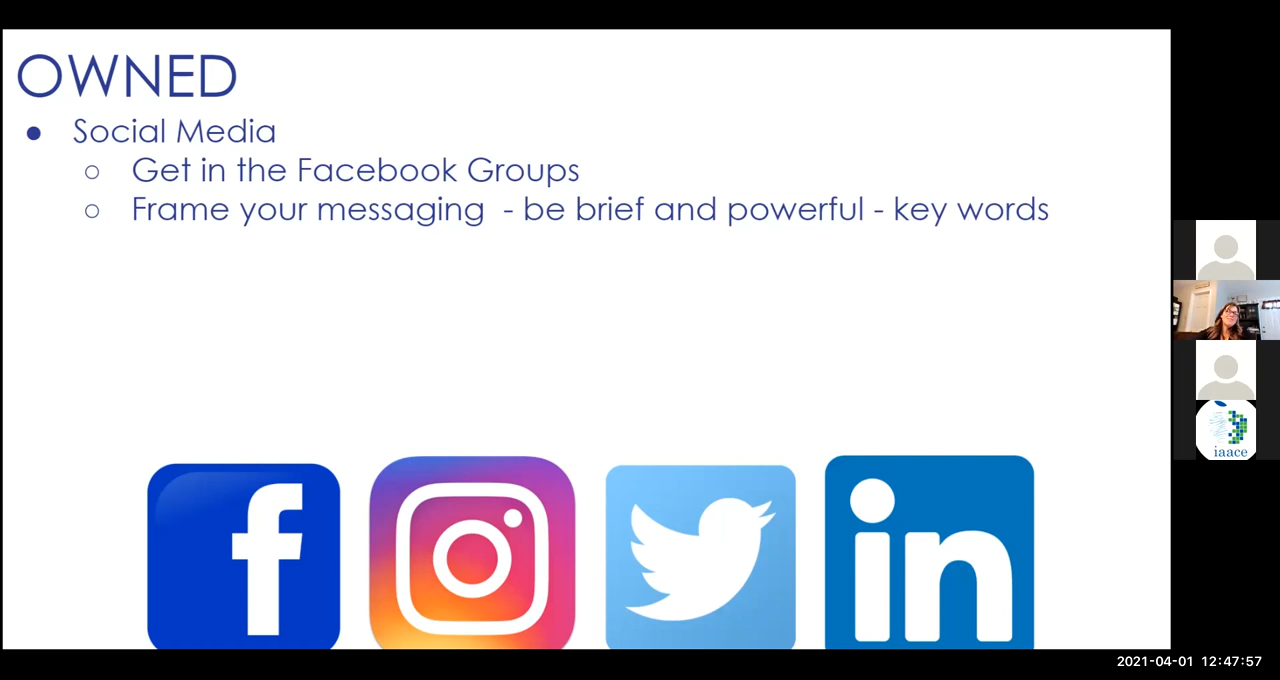 OWNED
● Social Media
○ Get in the Facebook Groups
○ Frame your messaging - be brief and powerful - key words
f
in
iaace
2021-04-01 12:47:57